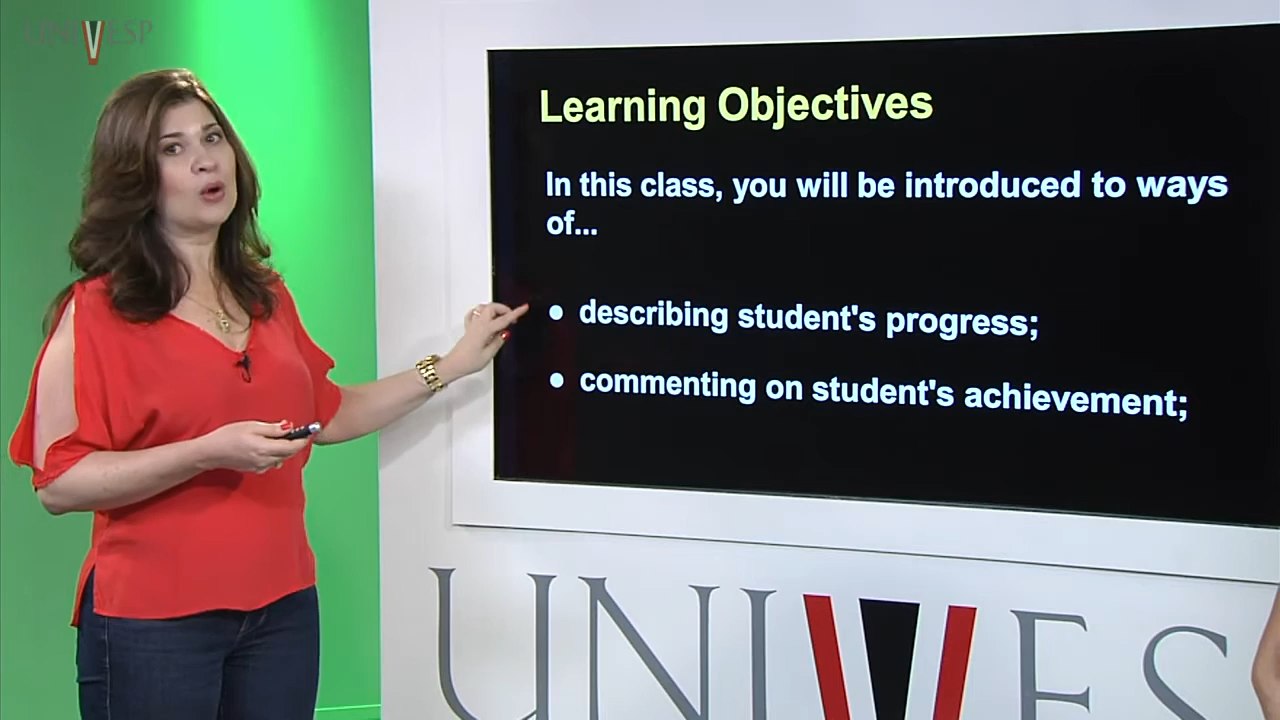 UNIVESP
Learning Objectives
In this class, you will be introduced to ways
of...
• describing student's progress;
• commenting on student's achievement;
UNIVESP